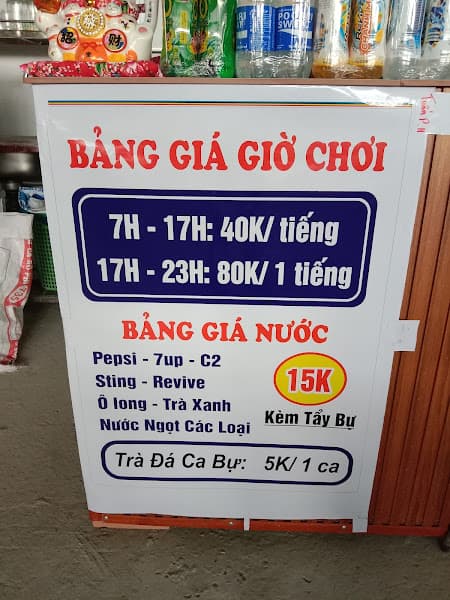 BẢNG GIÁ GIỜ CHƠI
7H - 17H: 40K/ tiếng
17H - 23H: 80K/ 1 tiếng
BẢNG GIÁ NƯỚC
Pepsi - 7up - C2
Sting - Revive
Ô long - Trà Xanh
Nước Ngọt Các Loại
15K
Kèm Tẩy Bự
Trà Đá Ca Bự: 5K/ 1 ca